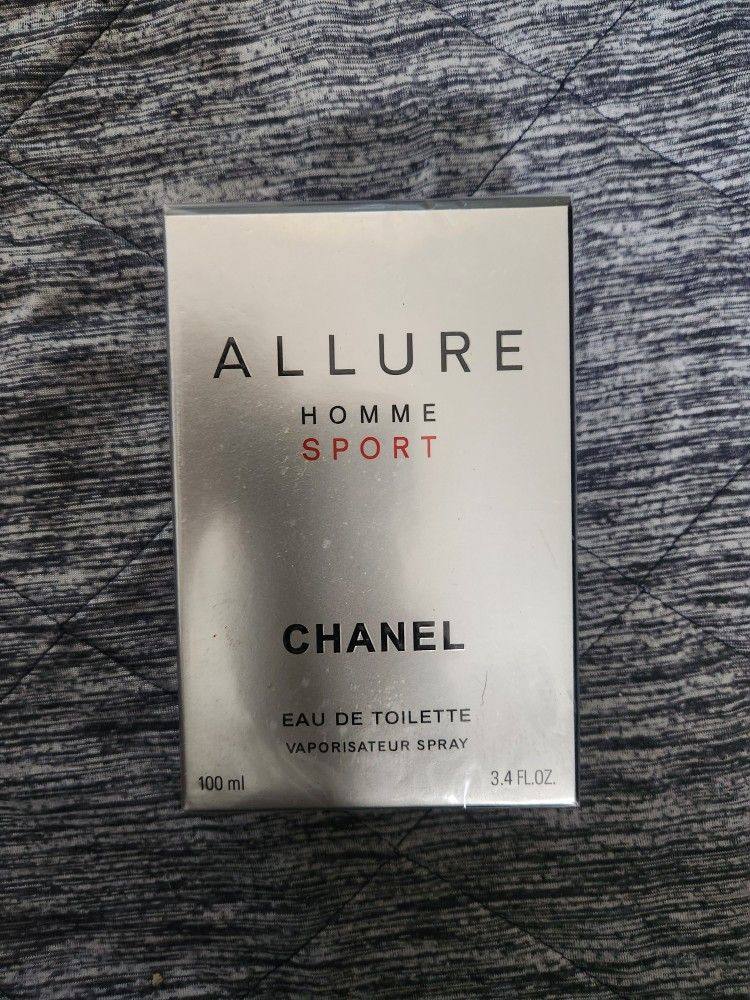 ALLURE
HOMME
SPORT
CHANEL
EAU DE TOILETTE
VAPORISATEUR SPRAY
100 ml 3.4 FL.OZ.